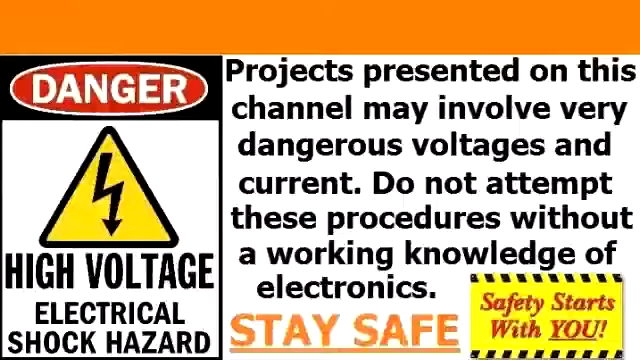 DANGER
HIGH VOLTAGE
ELECTRICAL
SHOCK HAZARD
Projects presented on this
channel may involve very
dangerous voltages and
current. Do not attempt
these procedures without
a working knowledge of
electronics.
STAY SAFE
Safety Starts
With YOU!